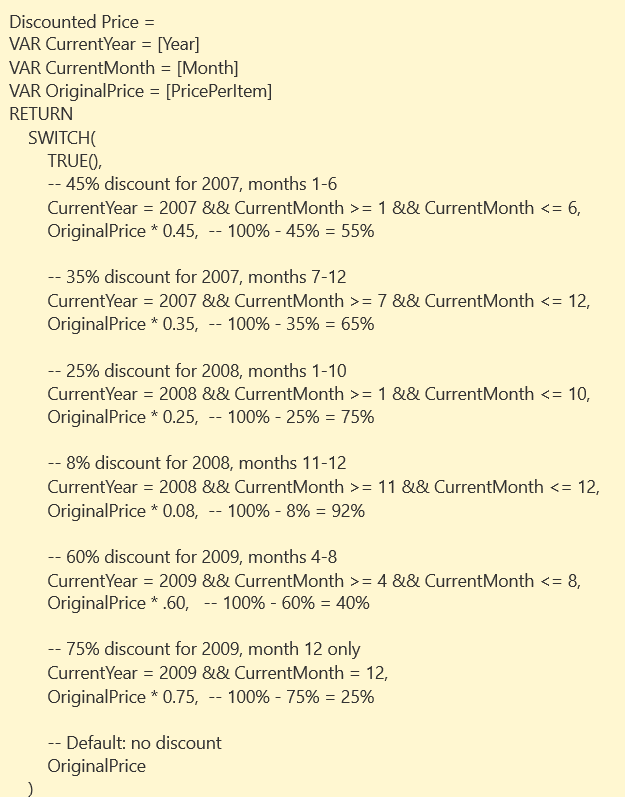 Discounted Price =
VAR CurrentYear = [Year]
VAR CurrentMonth = [Month]
VAR OriginalPrice = [PricePerItem]
RETURN
SWITCH(
TRUE(),
-- 45% discount for 2007, months 1-6
CurrentYear = 2007 && CurrentMonth >= 1 && CurrentMonth <= 6,
OriginalPrice * 0.45,  -- 100% - 45% = 55%
-- 35% discount for 2007, months 7-12
CurrentYear = 2007 && CurrentMonth >= 7 && CurrentMonth <= 12,
OriginalPrice * 0.35,  -- 100% - 35% = 65%
-- 25% discount for 2008, months 1-10
CurrentYear = 2008 && CurrentMonth >= 1 && CurrentMonth <= 10,
OriginalPrice * 0.25,  -- 100% - 25% = 75%
-- 8% discount for 2008, months 11-12
CurrentYear = 2008 && CurrentMonth >= 11 && CurrentMonth <= 12,
OriginalPrice * 0.08,  -- 100% - 8% = 92%
-- 60% discount for 2009, months 4-8
CurrentYear = 2009 && CurrentMonth >= 4 && CurrentMonth <= 8,
OriginalPrice * .60,   -- 100% - 60% = 40%
-- 75% discount for 2009, month 12 only
CurrentYear = 2009 && CurrentMonth = 12,
OriginalPrice * 0.75,  -- 100% - 75% = 25%
-- Default: no discount
OriginalPrice
)